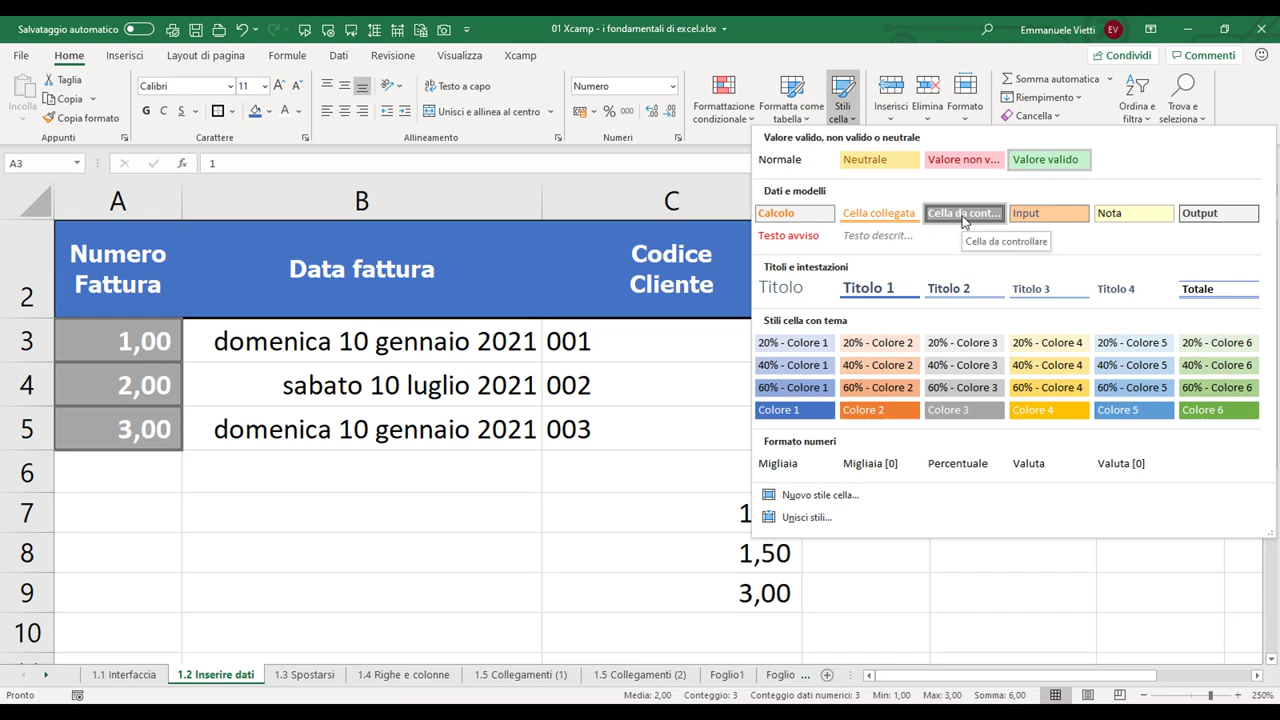 Salvataggio automatico
01 Xcamp - i fondamentali di excel.xlsx
Emmanuele Vietti EV
File Home Inserisci Disegno Layout di pagina Formule Dati Revisione Visualizza Xcamp
Condividi Commenti
Incolla
Taglia
Copia
Copia formato
Appunti
Calibri 11
G C S
Carattere
Testo a capo
Unisci e allinea al centro
Allineamento
Numero
% 000
Numeri
Formattazione condizionale
Formatta come tabella
Stili cella
Inserisci Elimina Formato
Somma automatica
Riempimento
Cancella
Ordina e filtra
Trova e seleziona
A3 fx 1
A B C
2 Numero Fattura Data fattura Codice Cliente
3 1,00 domenica 10 gennaio 2021 001
4 2,00 sabato 10 luglio 2021 002
5 3,00 domenica 10 gennaio 2021 003
6
7 1
8 1,50
9 3,00
10
Valore valido, non valido o neutrale
Normale Neutrale Valore non v... Valore valido
Dati e modelli
Calcolo Cella collegata Cella da cont... Input Nota Output
Testo avviso Testo descrit...
Cella da controllare
Titoli e intestazioni
Titolo Titolo 1 Titolo 2 Titolo 3 Titolo 4 Totale
Stili cella con tema
20% - Colore 1 20% - Colore 2 20% - Colore 3 20% - Colore 4 20% - Colore 5 20% - Colore 6
40% - Colore 1 40% - Colore 2 40% - Colore 3 40% - Colore 4 40% - Colore 5 40% - Colore 6
60% - Colore 1 60% - Colore 2 60% - Colore 3 60% - Colore 4 60% - Colore 5 60% - Colore 6
Colore 1 Colore 2 Colore 3 Colore 4 Colore 5 Colore 6
Formato numeri
Migliaia Migliaia [0] Percentuale Valuta Valuta [0]
Nuovo stile cella...
Unisci stili...
1.1 Interfaccia 1.2 Inserire dati 1.3 Spostarsi 1.4 Righe e colonne 1.5 Collegamenti (1) 1.5 Collegamenti (2) Foglio1 Foglio ...
Pronto
Media: 2,00 Conteggio: 3 Conteggio dati numerici: 3 Min: 1,00 Max: 3,00 Somma: 6,00 250%